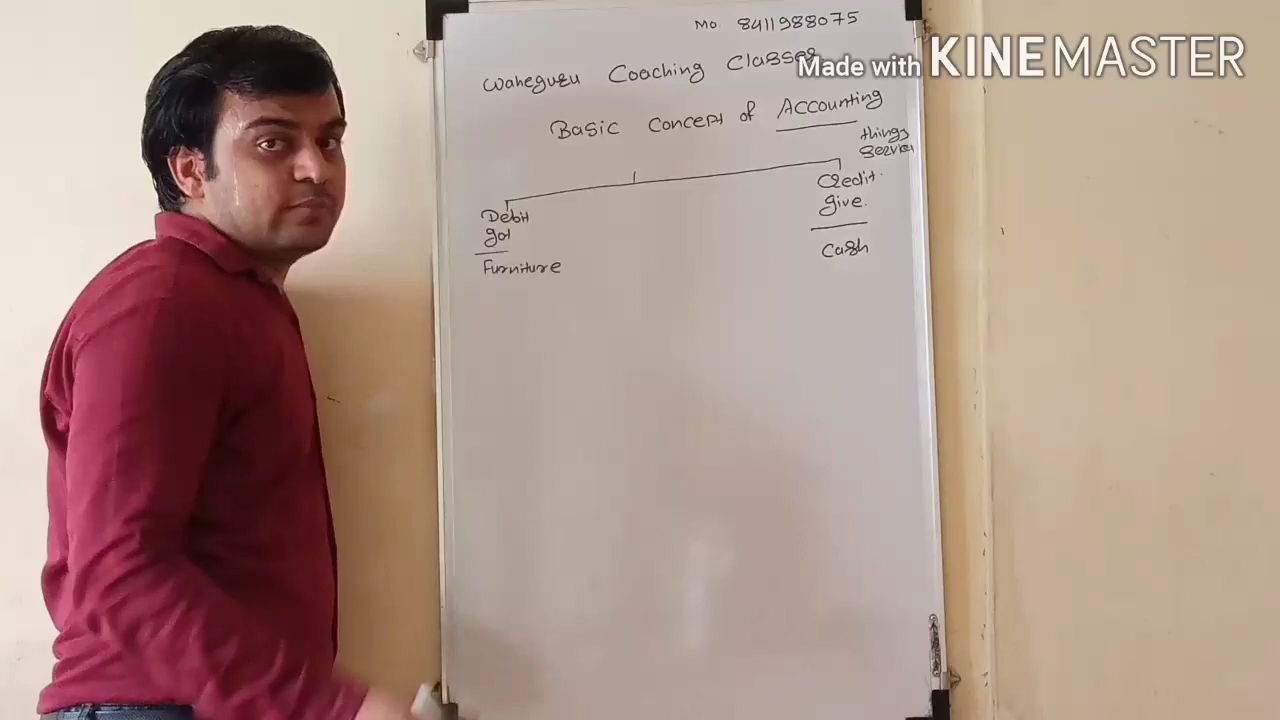 Mo 8411988075
Waheguru Coaching Classes
Made with KINEMASTER
Basic Concept of Accounting
things
Debit
got
Furniture
Credit
give
Cash